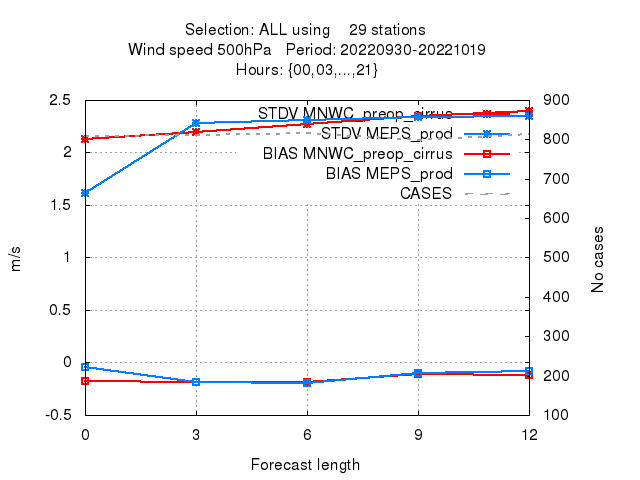 Selection: ALL using 29 stations
Wind speed 500hPa Period: 20220930-20221019
Hours: {00,03,...,21}
2.5 900
STDV MNWC_preop_cirrus
STDV MEPS_prod 800
2 BIAS MNWC_preop_cirrus
BIAS MEPS_prod 700
CASES
1.5 600
m/s 1 500 No cases
400
0.5 300
0 200
-0.5 100
0 3 6 9 12
Forecast length